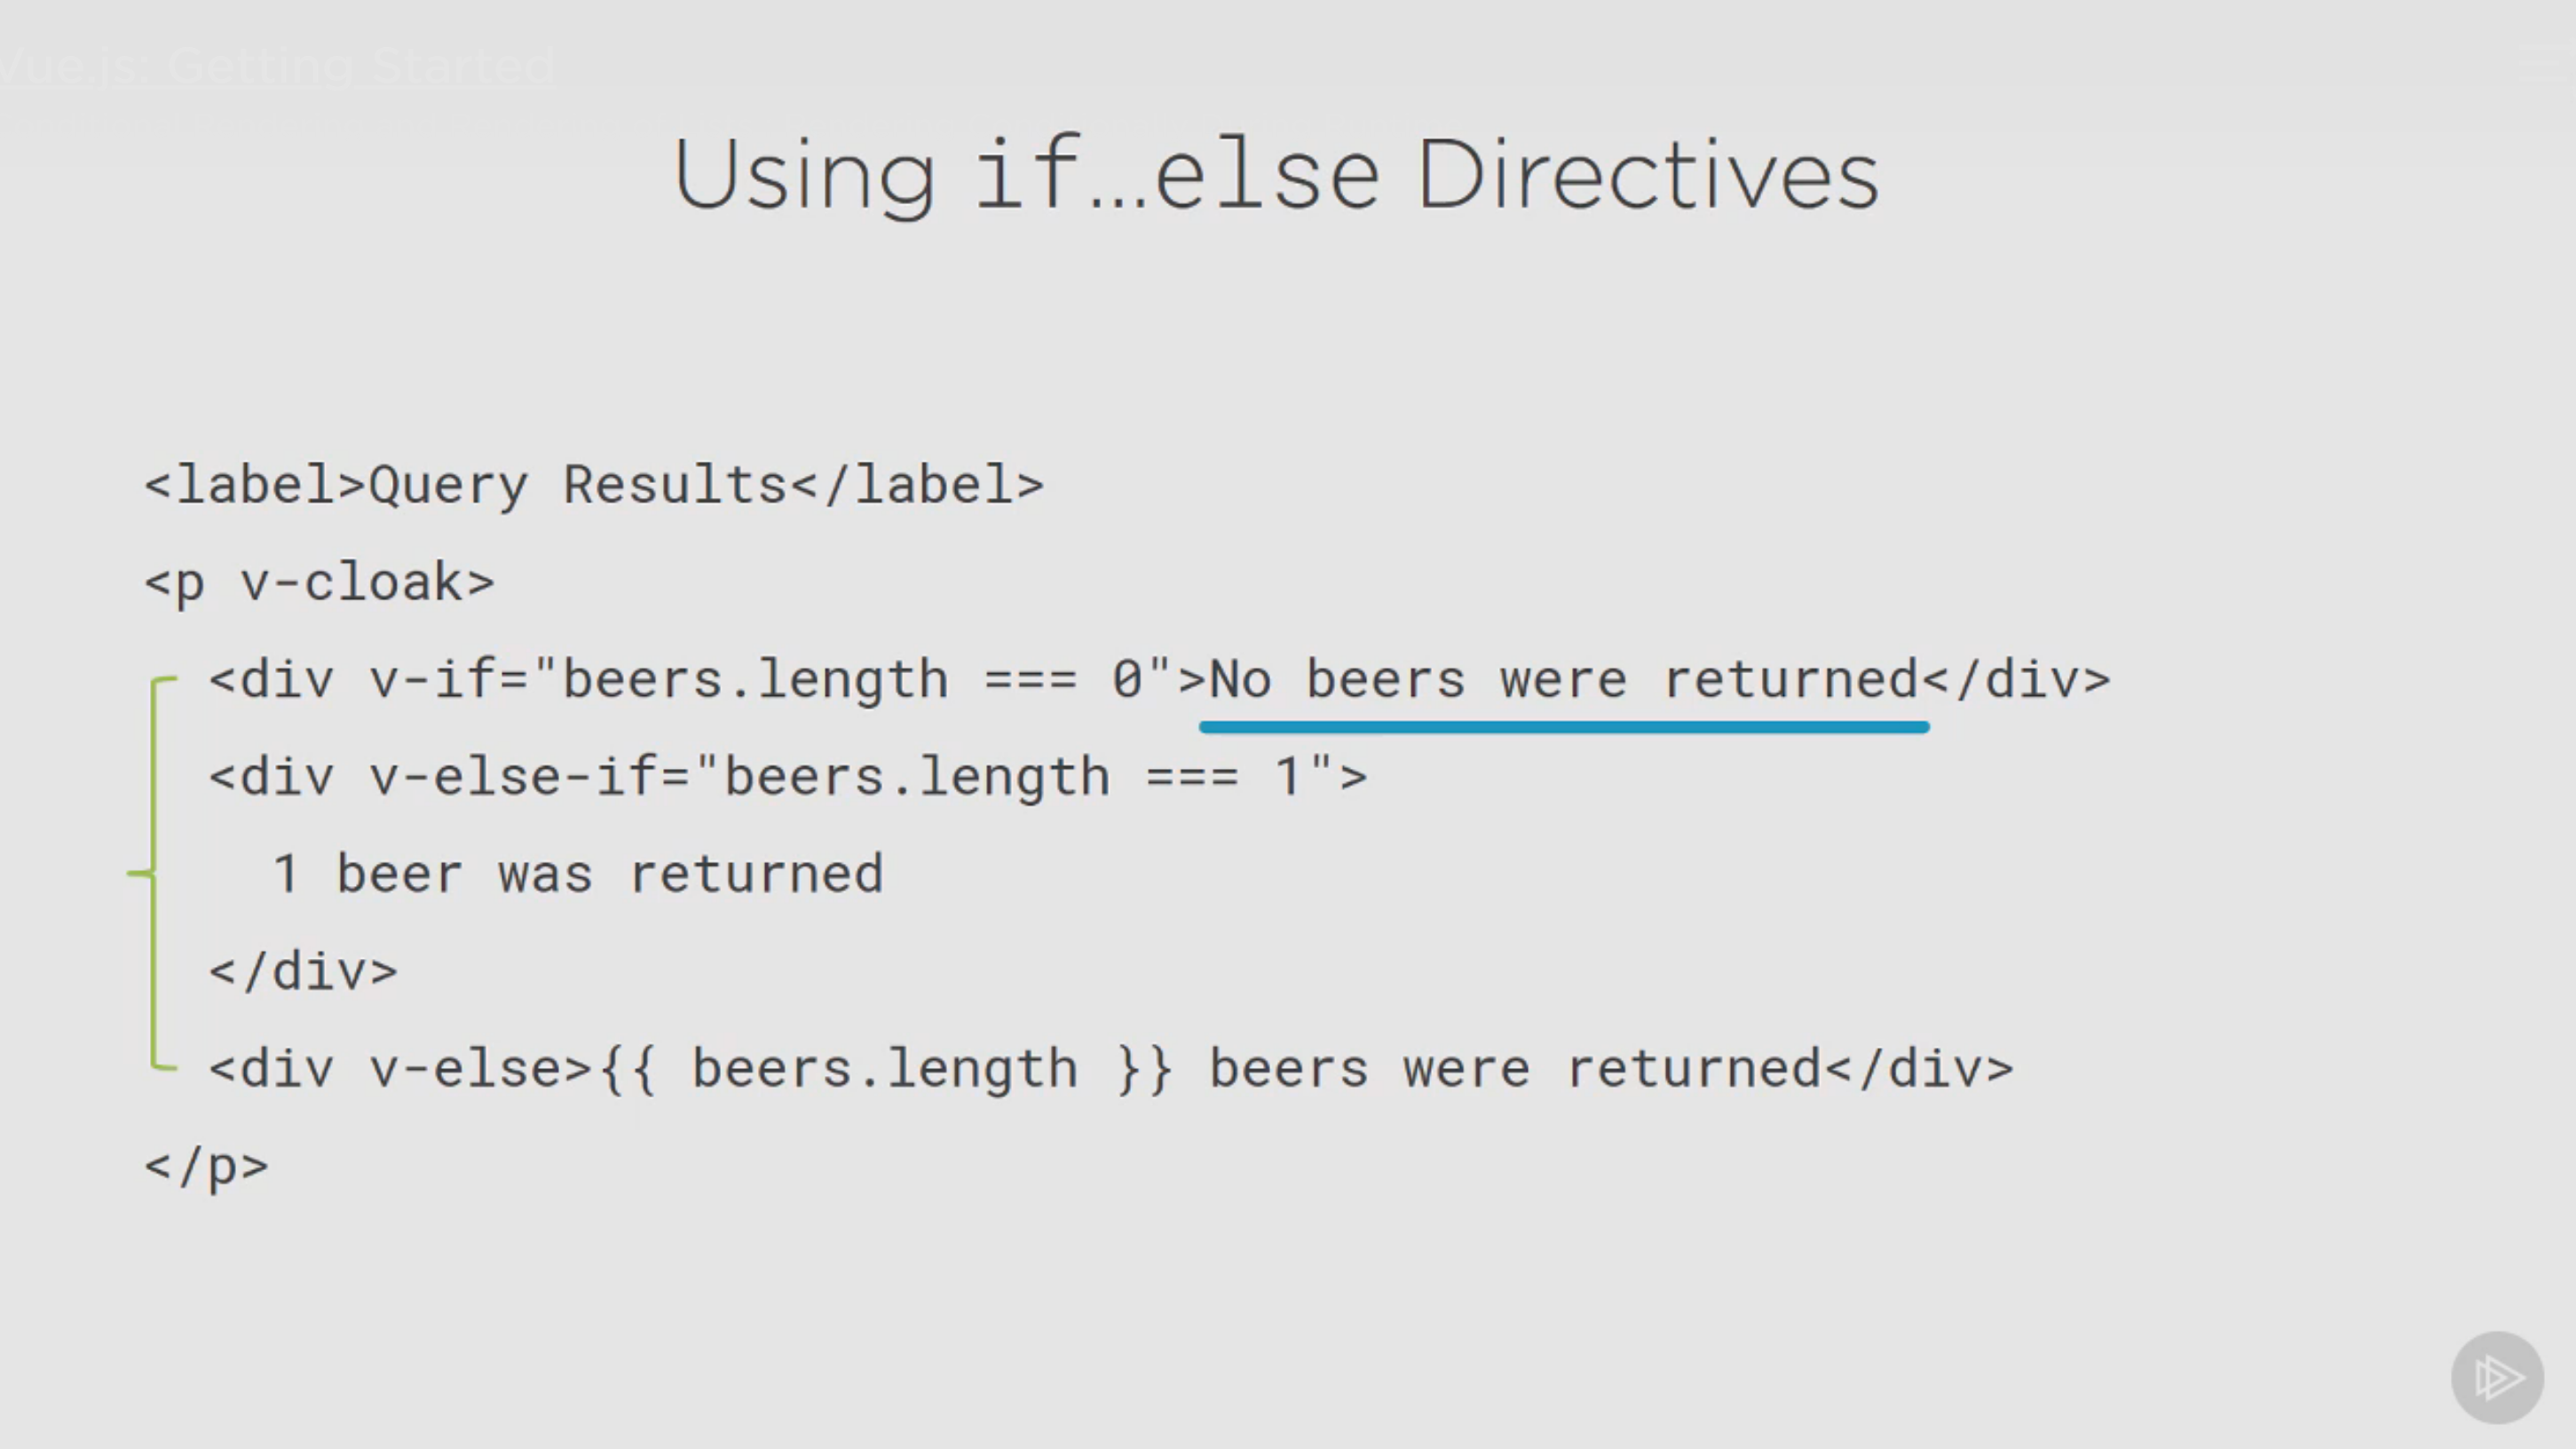 Vue.js: Getting Started
Using if...else Directives
<label>Query Results</label>
<p v-cloak>
<div v-if="beers.length === 0">No beers were returned</div>
<div v-else-if="beers.length === 1">
1 beer was returned
</div>
<div v-else>{{ beers.length }} beers were returned</div>
</p>